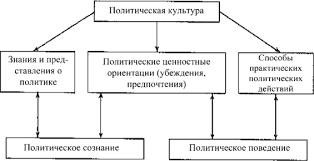 Политическая культура
Знания и пред-
ставления о
политике
Политические ценностные
ориентации (убеждения,
предпочтения)
Способы
практических
политических
действий
Политическое сознание
Политическое поведение